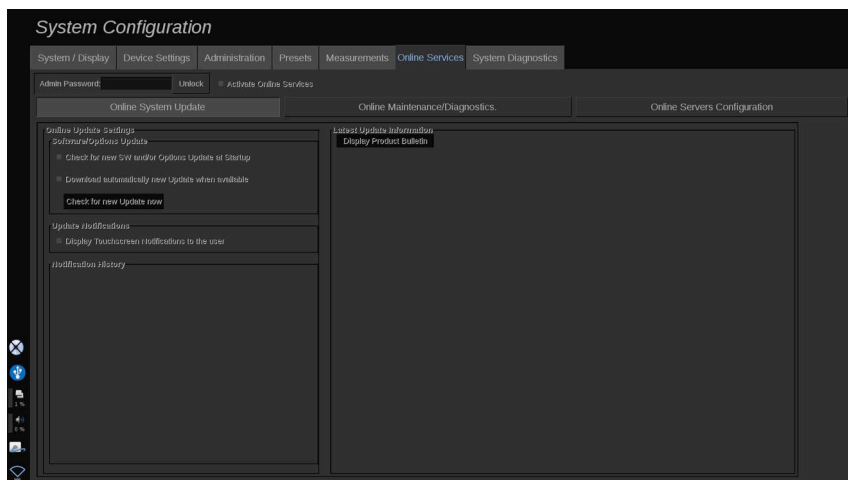 System Configuration
System / Display Device Settings Administration Presets Measurements Online Services System Diagnostics
Admin Password: Unlock Activate Online Services
Online System Update Online Maintenance/Diagnostics. Online Servers Configuration
Online Update Settings Latest Update Information
Software/Options Update Display Product Bulletin
Check for new SW and/or Options Update at Startup
Download automatically new Update when available
Check for new Update now
Update Notifications
Display Touchscreen Notifications to the user
Notification History
1 %
6 %